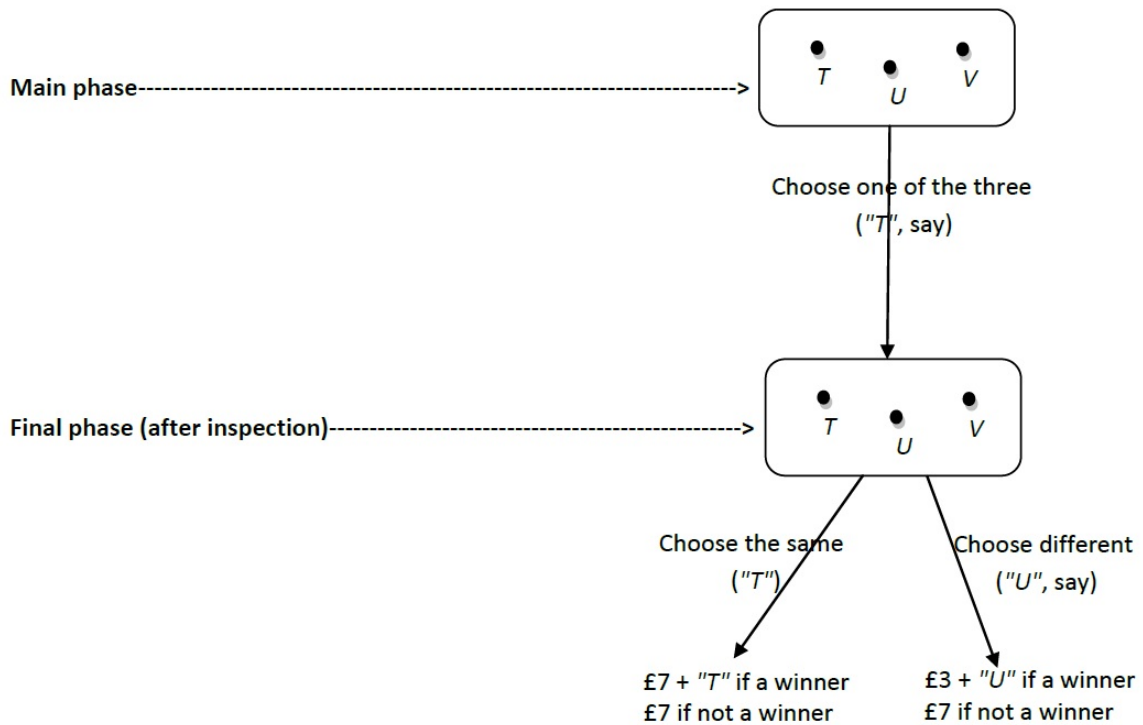 T
U
V
Main phase-------------------------------------------------------------------------->
Choose one of the three
("T", say)
T
U
V
Final phase (after inspection)--------------------------------------------------->
Choose the same
("T")
Choose different
("U", say)
£7 + "T" if a winner
£7 if not a winner
£3 + "U" if a winner
£7 if not a winner